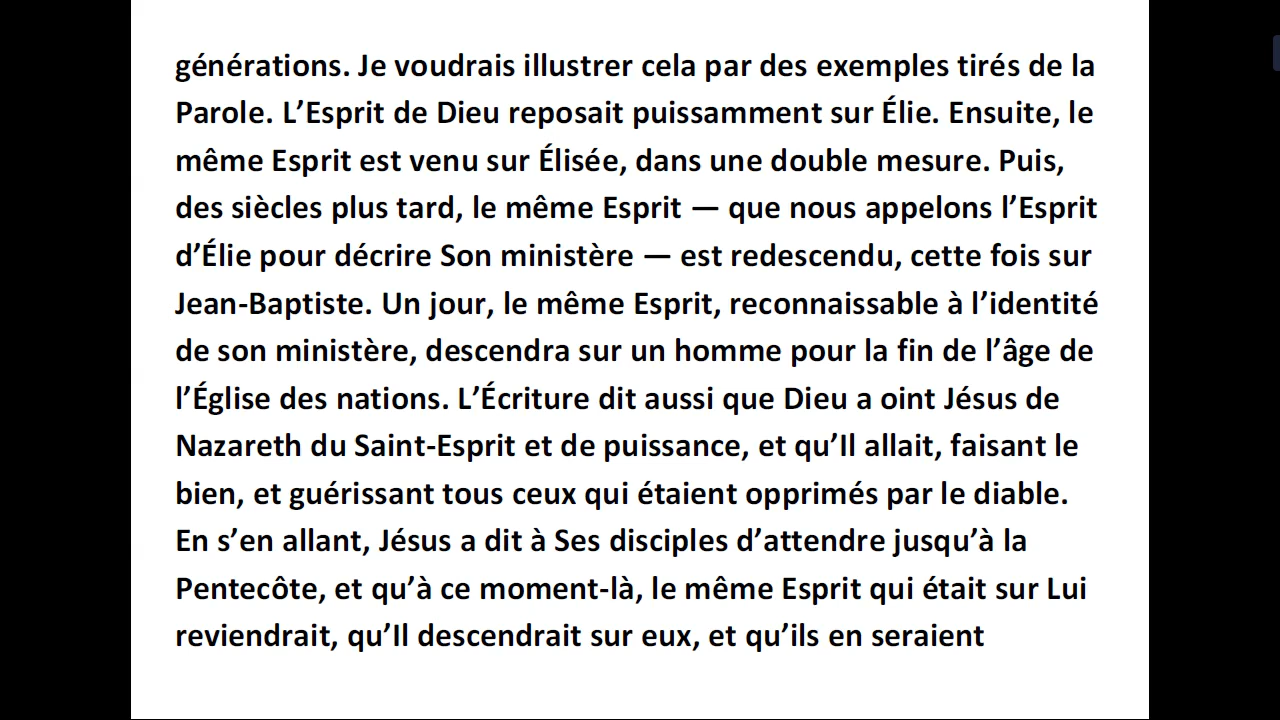 générations. Je voudrais illustrer cela par des exemples tirés de la
Parole. L’Esprit de Dieu reposait puissamment sur Élie. Ensuite, le
même Esprit est venu sur Élisée, dans une double mesure. Puis,
des siècles plus tard, le même Esprit — que nous appelons l’Esprit
d’Élie pour décrire Son ministère — est redescendu, cette fois sur
Jean-Baptiste. Un jour, le même Esprit, reconnaissable à l’identité
de son ministère, descendra sur un homme pour la fin de l’âge de
l’Église des nations. L’Écriture dit aussi que Dieu a oint Jésus de
Nazareth du Saint-Esprit et de puissance, et qu’Il allait, faisant le
bien, et guérissant tous ceux qui étaient opprimés par le diable.
En s’en allant, Jésus a dit à Ses disciples d’attendre jusqu’à la
Pentecôte, et qu’à ce moment-là, le même Esprit qui était sur Lui
reviendrait, qu’Il descendrait sur eux, et qu’ils en seraient